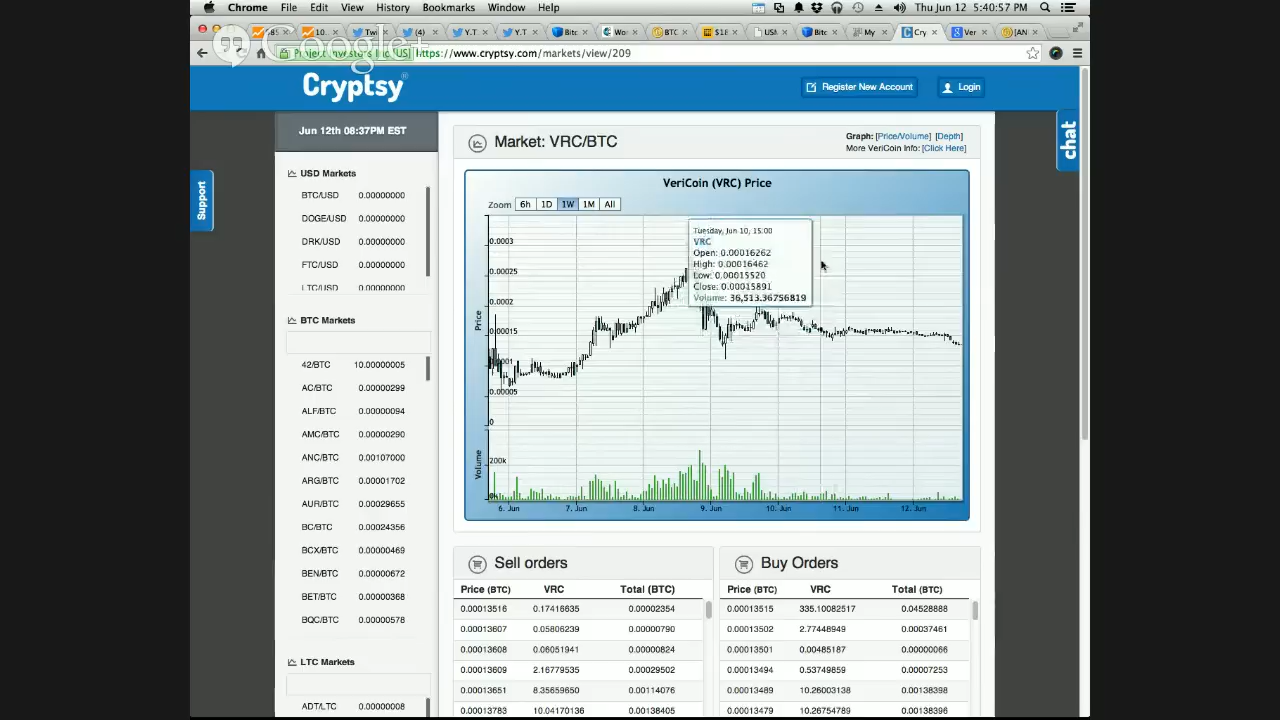 Chrome File Edit View History Bookmarks Window Help Thu Jun 12 5:40:57 PM
Google+
Project Investors Inc [US] https://www.cryptsy.com/markets/view/209
Cryptsy
Register New Account Login
chat
Support
Jun 12th 08:37PM EST
USD Markets
BTC/USD 0.00000000
DOGE/USD 0.00000000
DRK/USD 0.00000000
FTC/USD 0.00000000
LTC/USD 0.00000000
BTC Markets
42/BTC 10.00000005
AC/BTC 0.00000299
ALF/BTC 0.00000094
AMC/BTC 0.00000290
ANC/BTC 0.00107000
ARG/BTC 0.00001702
AUR/BTC 0.00029655
BC/BTC 0.00024356
BCX/BTC 0.00000469
BEN/BTC 0.00000672
BET/BTC 0.00000368
BQC/BTC 0.00000578
LTC Markets
ADT/LTC 0.00000008
Market: VRC/BTC
Graph: [Price/Volume] [Depth]
More VeriCoin Info: [Click Here]
VeriCoin (VRC) Price
Zoom 6h 1D 1W 1M All
Tuesday, Jun 10, 15:00
VRC
Open: 0.00016262
High: 0.00016462
Low: 0.00015520
Close: 0.00015891
Volume: 36,513.36756819
Price
0.0003
0.00025
0.0002
0.00015
0.0001
0.00005
0
Volume
200k
0k
6. Jun 7. Jun 8. Jun 9. Jun 10. Jun 11. Jun 12. Jun
Sell orders
Price (BTC) VRC Total (BTC)
0.00013516 0.17416635 0.00002354
0.00013607 0.05806239 0.00000790
0.00013608 0.06051941 0.00000824
0.00013609 2.16779535 0.00029502
0.00013651 8.35659650 0.00114076
0.00013783 10.04170136 0.00138405
Buy Orders
Price (BTC) VRC Total (BTC)
0.00013515 335.10082517 0.04528888
0.00013502 2.77448949 0.00037461
0.00013501 0.00485187 0.00000066
0.00013494 0.53749859 0.00007253
0.00013489 10.26003138 0.00138398
0.00013479 10.26754789 0.00138396